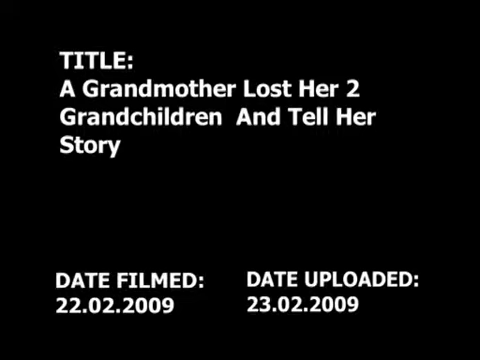 TITLE:
A Grandmother Lost Her 2
Grandchildren And Tell Her
Story
DATE FILMED:
22.02.2009
DATE UPLOADED:
23.02.2009